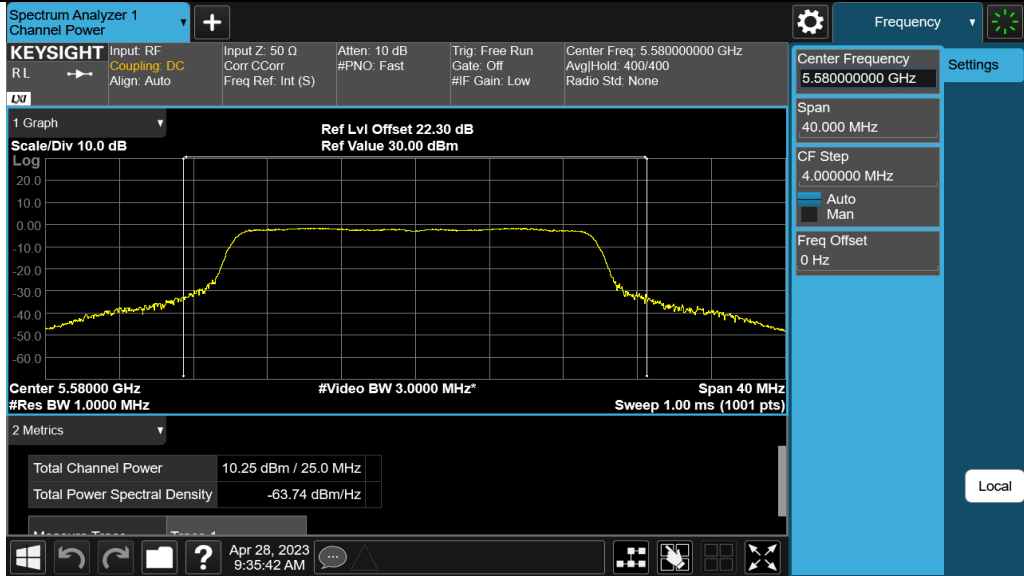 Spectrum Analyzer 1
Channel Power
+
Frequency
KEYSIGHT
R L
LXI
Input: RF
Coupling: DC
Align: Auto
Input Z: 50 Ω
Corr CCorr
Freq Ref: Int (S)
Atten: 10 dB
#PNO: Fast
Trig: Free Run
Gate: Off
#IF Gain: Low
Center Freq: 5.580000000 GHz
Avg|Hold: 400/400
Radio Std: None
Center Frequency
5.580000000 GHz
Settings
Span
40.000 MHz
CF Step
4.000000 MHz
Auto
Man
Freq Offset
0 Hz
Local
1 Graph
Scale/Div 10.0 dB
Ref Lvl Offset 22.30 dB
Ref Value 30.00 dBm
Log
20.0
10.0
0.00
-10.0
-20.0
-30.0
-40.0
-50.0
-60.0
Center 5.58000 GHz
#Video BW 3.0000 MHz*
Span 40 MHz
#Res BW 1.0000 MHz
Sweep 1.00 ms (1001 pts)
2 Metrics
Total Channel Power 10.25 dBm / 25.0 MHz
Total Power Spectral Density -63.74 dBm/Hz
Measure Trace Trace 1
?
Apr 28, 2023
9:35:42 AM